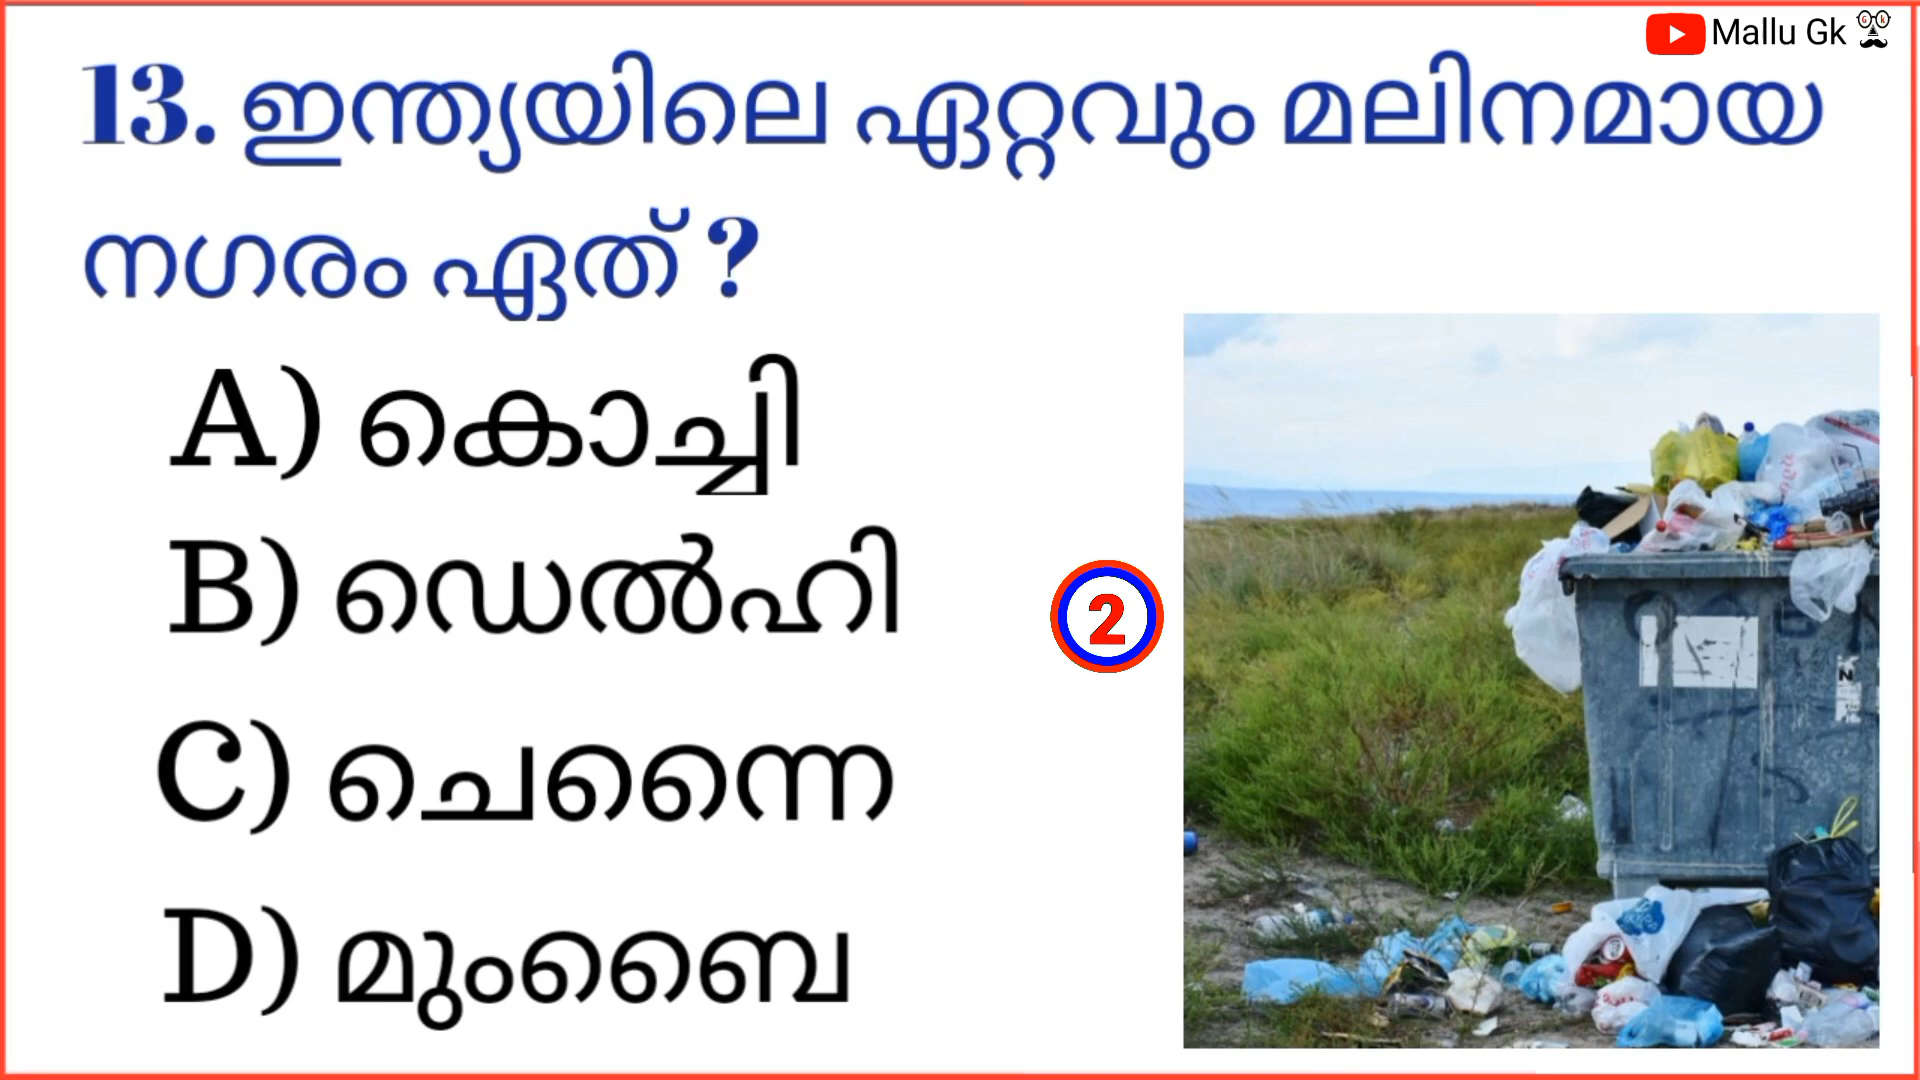 Mallu Gk
13. ഇന്ത്യയിലെ ഏറ്റവും മലിനമായ
നഗരം ഏത് ?
A) കൊച്ചി
B) ഡെൽഹി
2
C) ചെന്നൈ
D) മുംബൈ